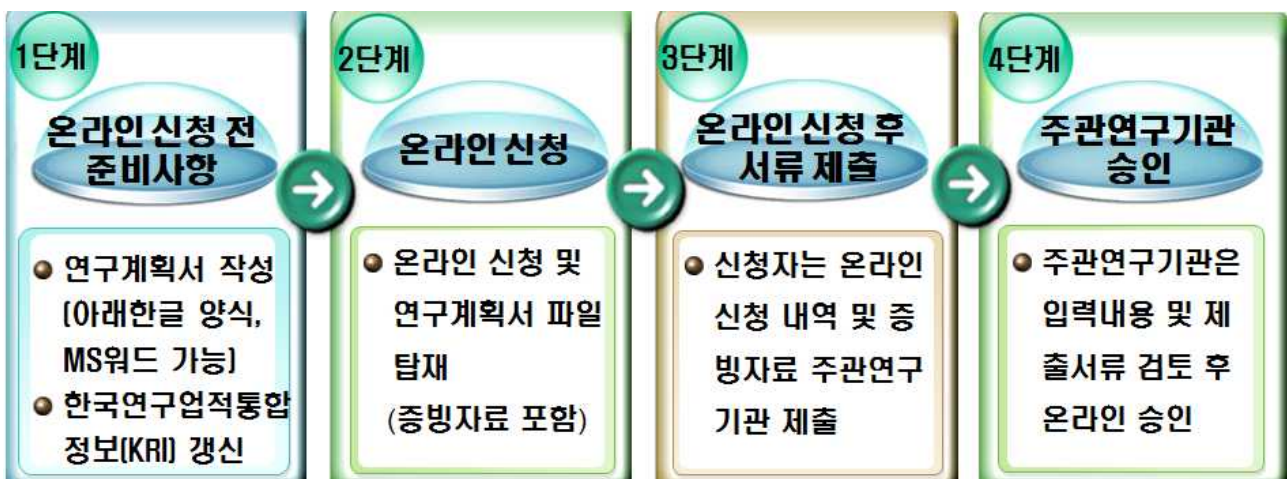 1단계
온라인 신청 전
준비사항
연구계획서 작성
(아래한글 양식,
MS워드 가능)
한국연구업적통합
정보(KRI) 갱신
2단계
온라인 신청
온라인 신청 및
연구계획서 파일
탑재
(증빙자료 포함)
3단계
온라인 신청 후
서류 제출
신청자는 온라인
신청 내역 및 증
빙자료 주관연구
기관 제출
4단계
주관연구기관
승인
주관연구기관은
입력내용 및 제
출서류 검토 후
온라인 승인